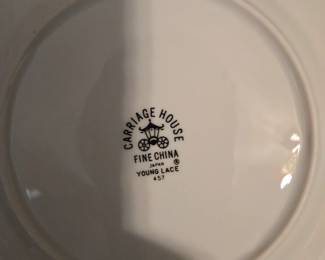 CARRIAGE HOUSE
FINE CHINA
JAPAN ®
YOUNG LACE
457